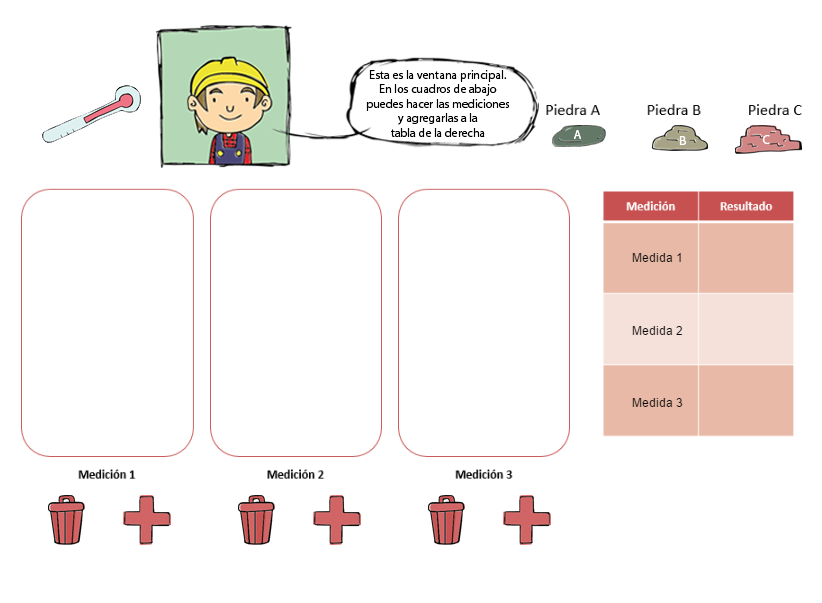 Esta es la ventana principal.
En los cuadros de abajo
puedes hacer las mediciones
y agregarlas a la
tabla de la derecha
Piedra A
Piedra B
Piedra C
A
B
C
Medición
Resultado
Medida 1
Medida 2
Medida 3
Medición 1
Medición 2
Medición 3